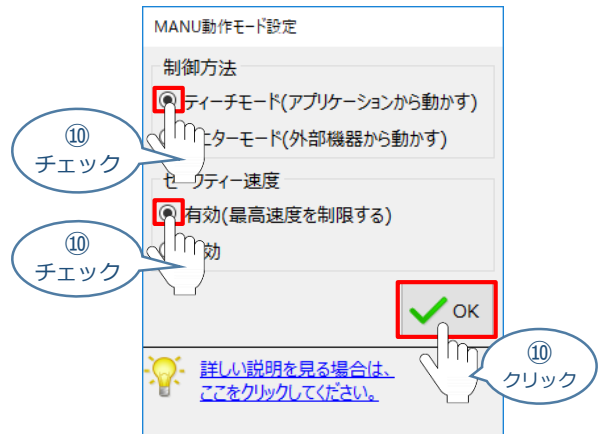 MANU動作モード設定
制御方法
ティーチモード(アプリケーションから動かす)
ニターモード(外部機器から動かす)
⑩
チェック
セ リティー速度
有効(最高速度を制限する)
効
⑩
チェック
OK
⑩
クリック
詳しい説明を見る場合は、
ここをクリックしてください。